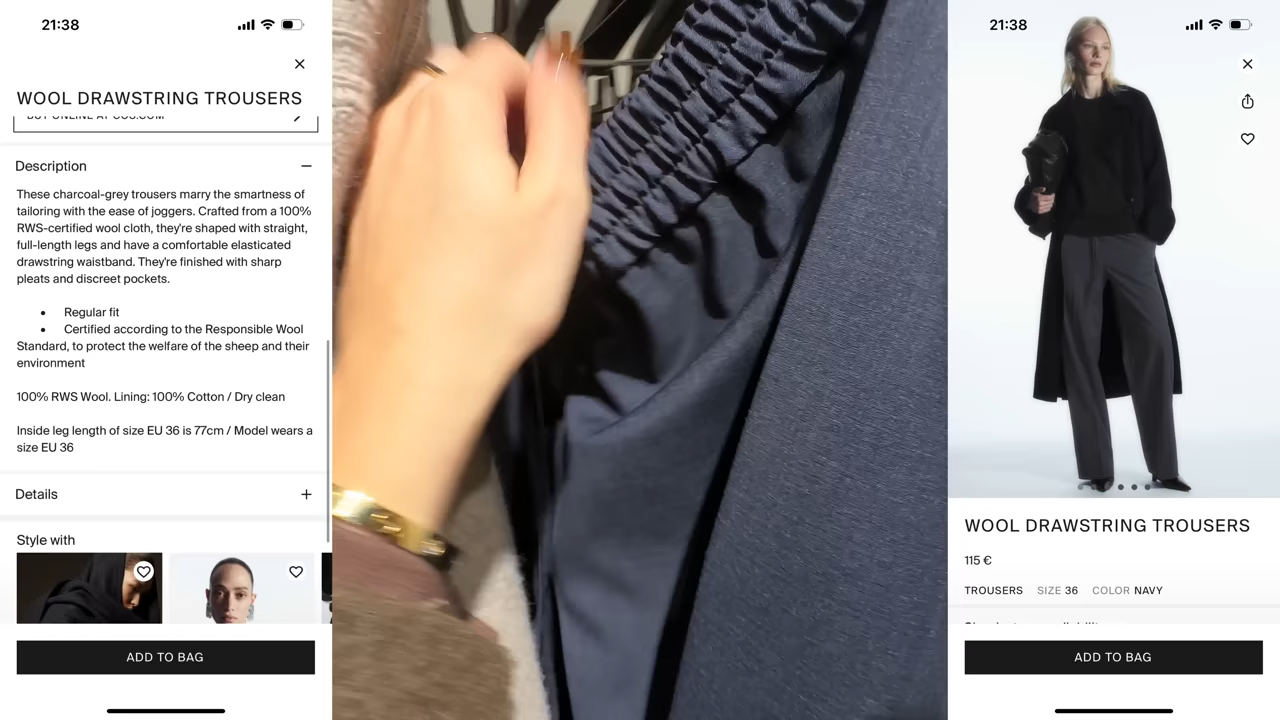 21:38
WOOL DRAWSTRING TROUSERS
BUY ONLINE AT COS.COM
Description
These charcoal-grey trousers marry the smartness of
tailoring with the ease of joggers. Crafted from a 100%
RWS-certified wool cloth, they're shaped with straight,
full-length legs and have a comfortable elasticated
drawstring waistband. They're finished with sharp
pleats and discreet pockets.
• Regular fit
• Certified according to the Responsible Wool
Standard, to protect the welfare of the sheep and their
environment
100% RWS Wool. Lining: 100% Cotton / Dry clean
Inside leg length of size EU 36 is 77cm / Model wears a
size EU 36
Details
Style with
ADD TO BAG
21:38
WOOL DRAWSTRING TROUSERS
115 €
TROUSERS SIZE 36 COLOR NAVY
ADD TO BAG